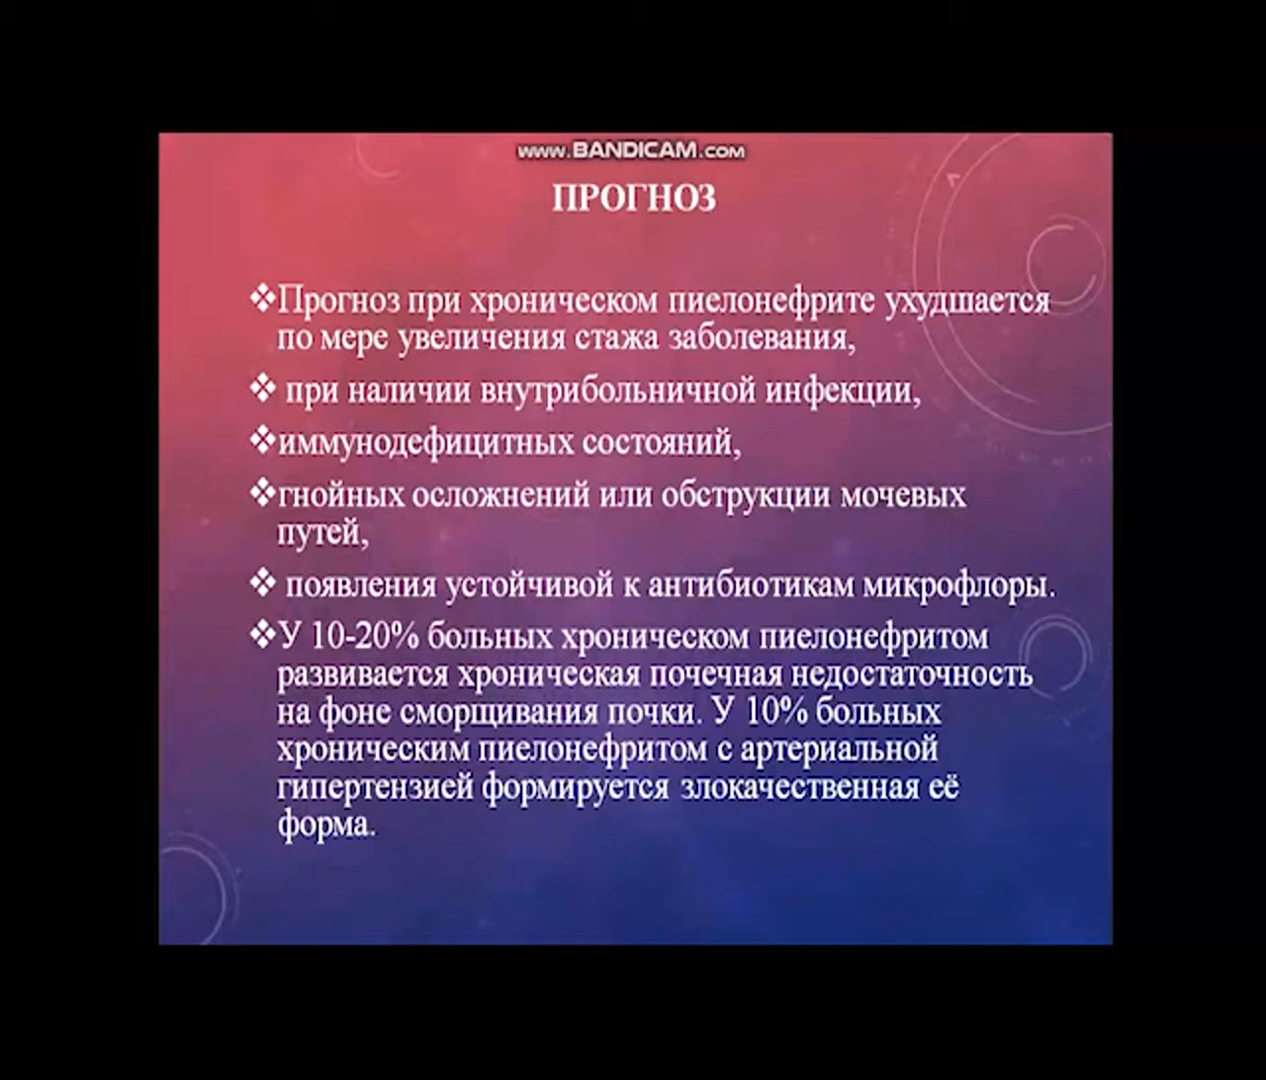 www.BANDICAM.com
ПРОГНОЗ
❖Прогноз при хроническом пиелонефрите ухудшается
по мере увеличения стажа заболевания,
❖ при наличии внутрибольничной инфекции,
❖иммунодефицитных состояний,
❖гнойных осложнений или обструкции мочевых
путей,
❖ появления устойчивой к антибиотикам микрофлоры.
❖У 10-20% больных хроническом пиелонефритом
развивается хроническая почечная недостаточность
на фоне сморщивания почки. У 10% больных
хроническим пиелонефритом с артериальной
гипертензией формируется злокачественная её
форма.